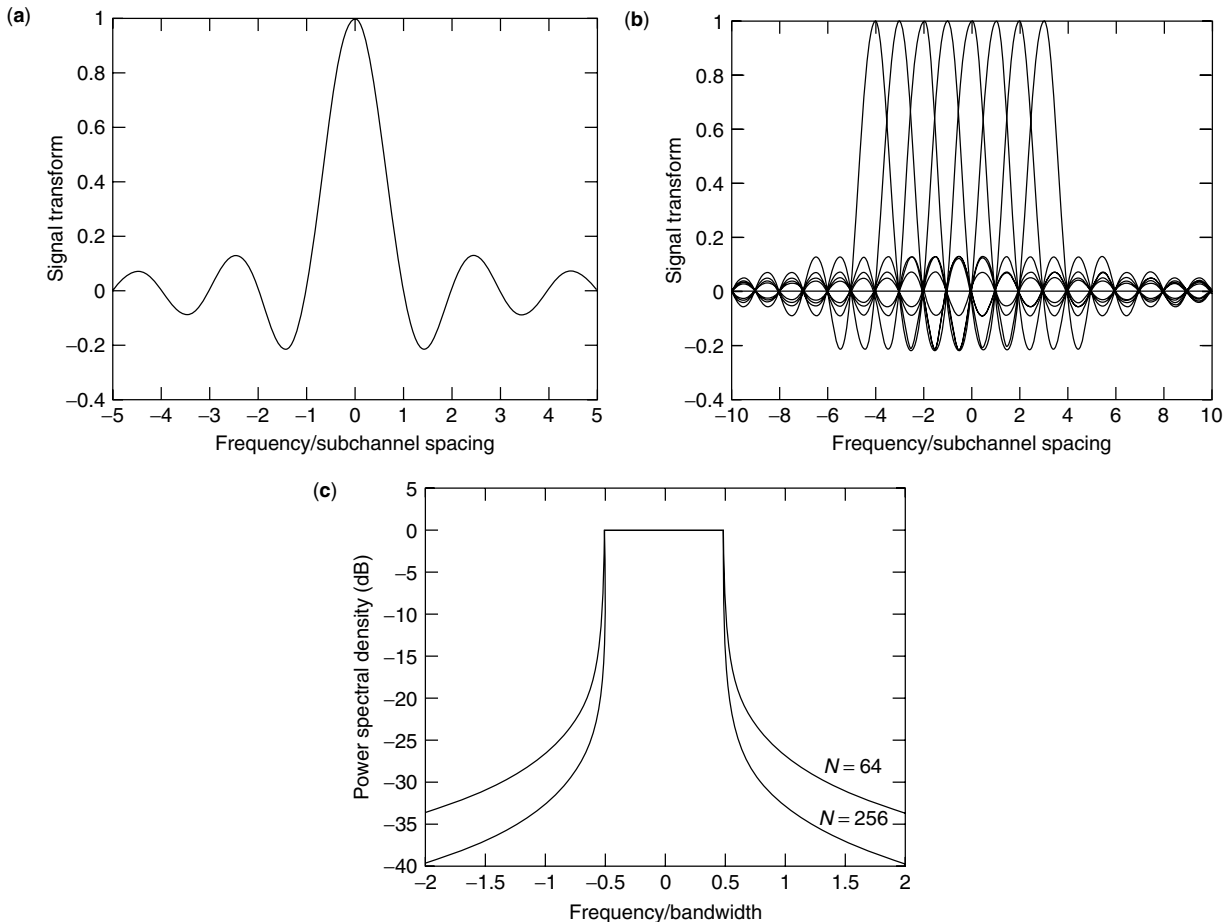 (a)
1
0.8
0.6
0.4
0.2
0
−0.2
−0.4
Signal transform
−5 −4 −3 −2 −1 0 1 2 3 4 5
Frequency/subchannel spacing
(b)
1
0.8
0.6
0.4
0.2
0
−0.2
−0.4
Signal transform
−10 −8 −6 −4 −2 0 2 4 6 8 10
Frequency/subchannel spacing
(c)
5
0
−5
−10
−15
−20
−25
−30
−35
−40
Power spectral density (dB)
N = 64
N = 256
−2 −1.5 −1 −0.5 0 0.5 1 1.5 2
Frequency/bandwidth